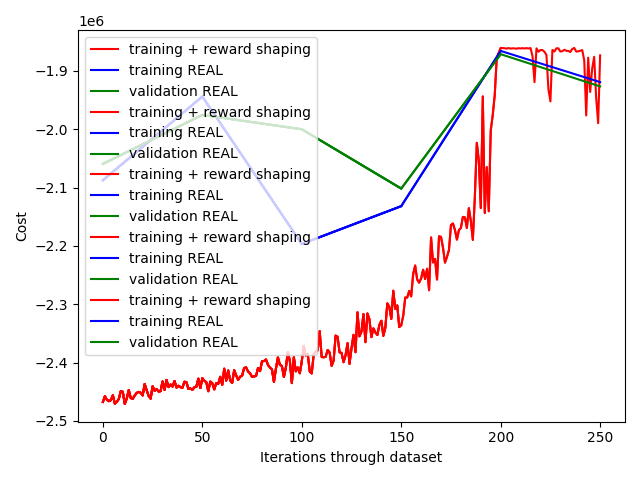 1e6
−1.9
−2.0
−2.1
−2.2
−2.3
−2.4
−2.5
Cost
training + reward shaping
training REAL
validation REAL
training + reward shaping
training REAL
validation REAL
training + reward shaping
training REAL
validation REAL
training + reward shaping
training REAL
validation REAL
training + reward shaping
training REAL
validation REAL
0 50 100 150 200 250
Iterations through dataset